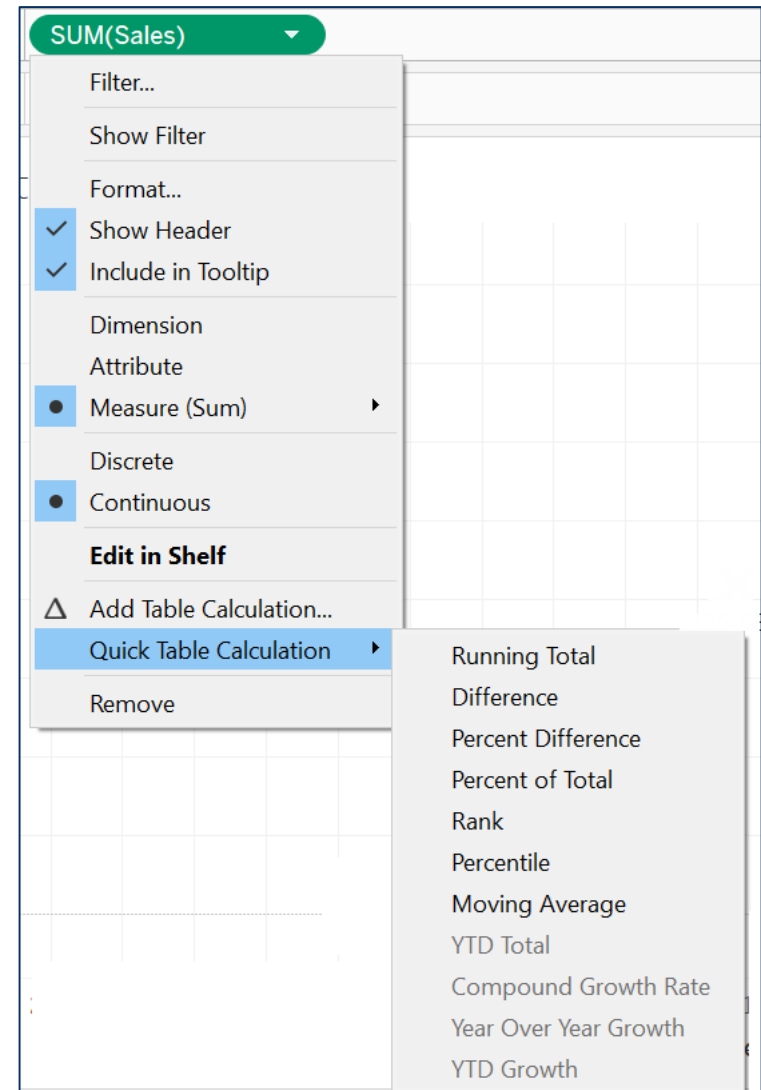 SUM(Sales)
Filter...
Show Filter
Format...
Show Header
Include in Tooltip
Dimension
Attribute
Measure (Sum)
Discrete
Continuous
Edit in Shelf
Add Table Calculation...
Quick Table Calculation
Remove
Running Total
Difference
Percent Difference
Percent of Total
Rank
Percentile
Moving Average
YTD Total
Compound Growth Rate
Year Over Year Growth
YTD Growth